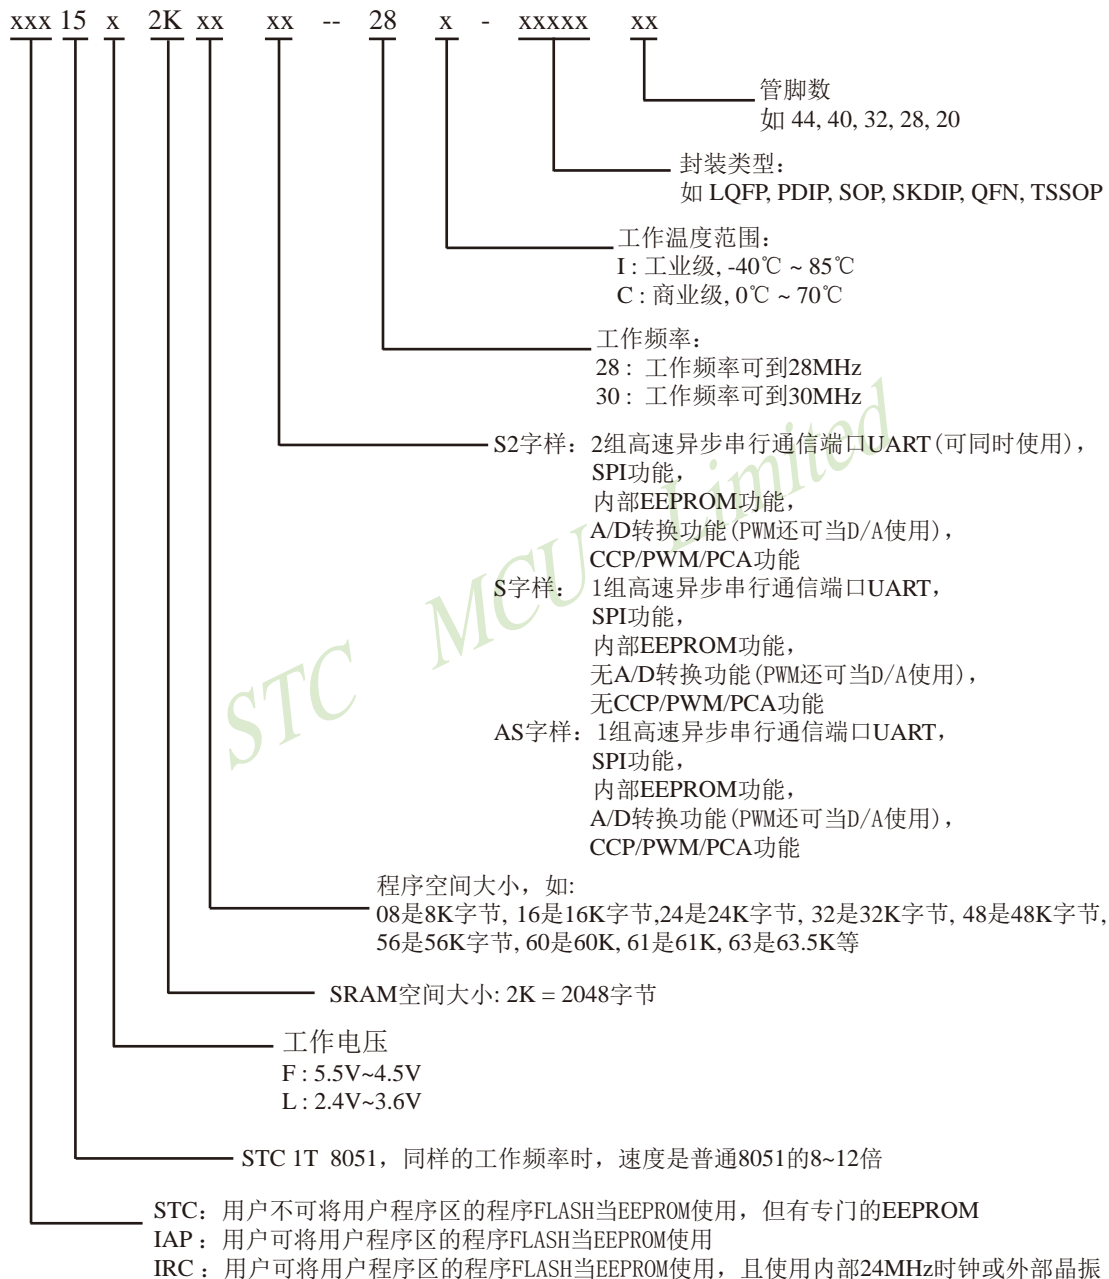 xxx 15 x 2K xx xx -- 28 x - xxxxx xx
管脚数
如 44, 40, 32, 28, 20
封装类型：
如 LQFP, PDIP, SOP, SKDIP, QFN, TSSOP
工作温度范围：
I : 工业级, -40℃ ~ 85℃
C : 商业级, 0℃ ~ 70℃
工作频率：
28 : 工作频率可到28MHz
30 : 工作频率可到30MHz
S2字样：2组高速异步串行通信端口UART(可同时使用)，
SPI功能，
内部EEPROM功能，
A/D转换功能(PWM还可当D/A使用)，
CCP/PWM/PCA功能
S字样： 1组高速异步串行通信端口UART，
SPI功能，
内部EEPROM功能，
无A/D转换功能(PWM还可当D/A使用)，
无CCP/PWM/PCA功能
AS字样：1组高速异步串行通信端口UART，
SPI功能，
内部EEPROM功能，
A/D转换功能(PWM还可当D/A使用)，
CCP/PWM/PCA功能
程序空间大小，如:
08是8K字节, 16是16K字节,24是24K字节, 32是32K字节, 48是48K字节,
56是56K字节, 60是60K, 61是61K, 63是63.5K等
SRAM空间大小: 2K = 2048字节
工作电压
F : 5.5V~4.5V
L : 2.4V~3.6V
STC 1T 8051，同样的工作频率时，速度是普通8051的8~12倍
STC：用户不可将用户程序区的程序FLASH当EEPROM使用，但有专门的EEPROM
IAP：用户可将用户程序区的程序FLASH当EEPROM使用
IRC：用户可将用户程序区的程序FLASH当EEPROM使用，且使用内部24MHz时钟或外部晶振
STC MCU Limited